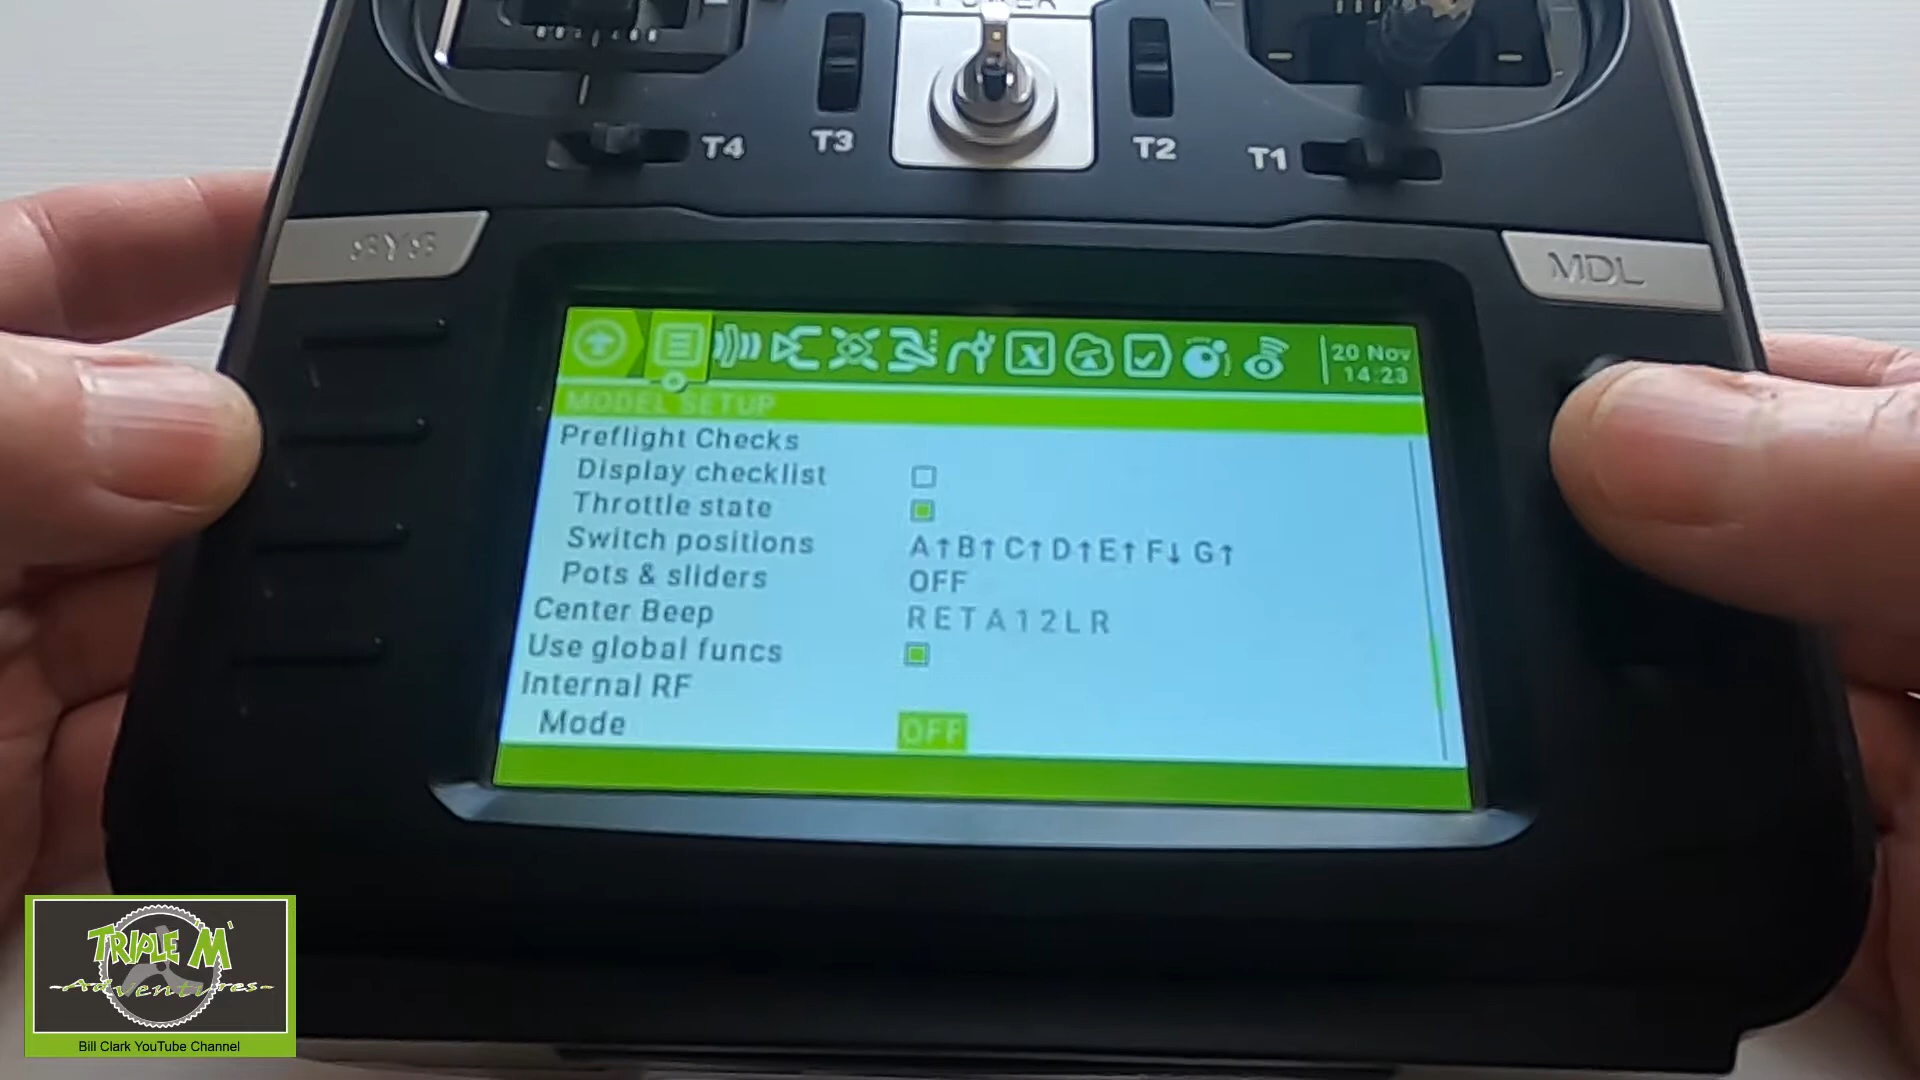 POWER
T4
T3
T2
T1
SYS
MDL
20 Nov
14:23
MODEL SETUP
Preflight Checks
Display checklist
Throttle state
Switch positions A↑B↑C↑D↑E↑F↓G↑
Pots & sliders OFF
Center Beep RETA12LR
Use global funcs
Internal RF
Mode OFF
TRIPLE M
-Adventures-
Bill Clark YouTube Channel